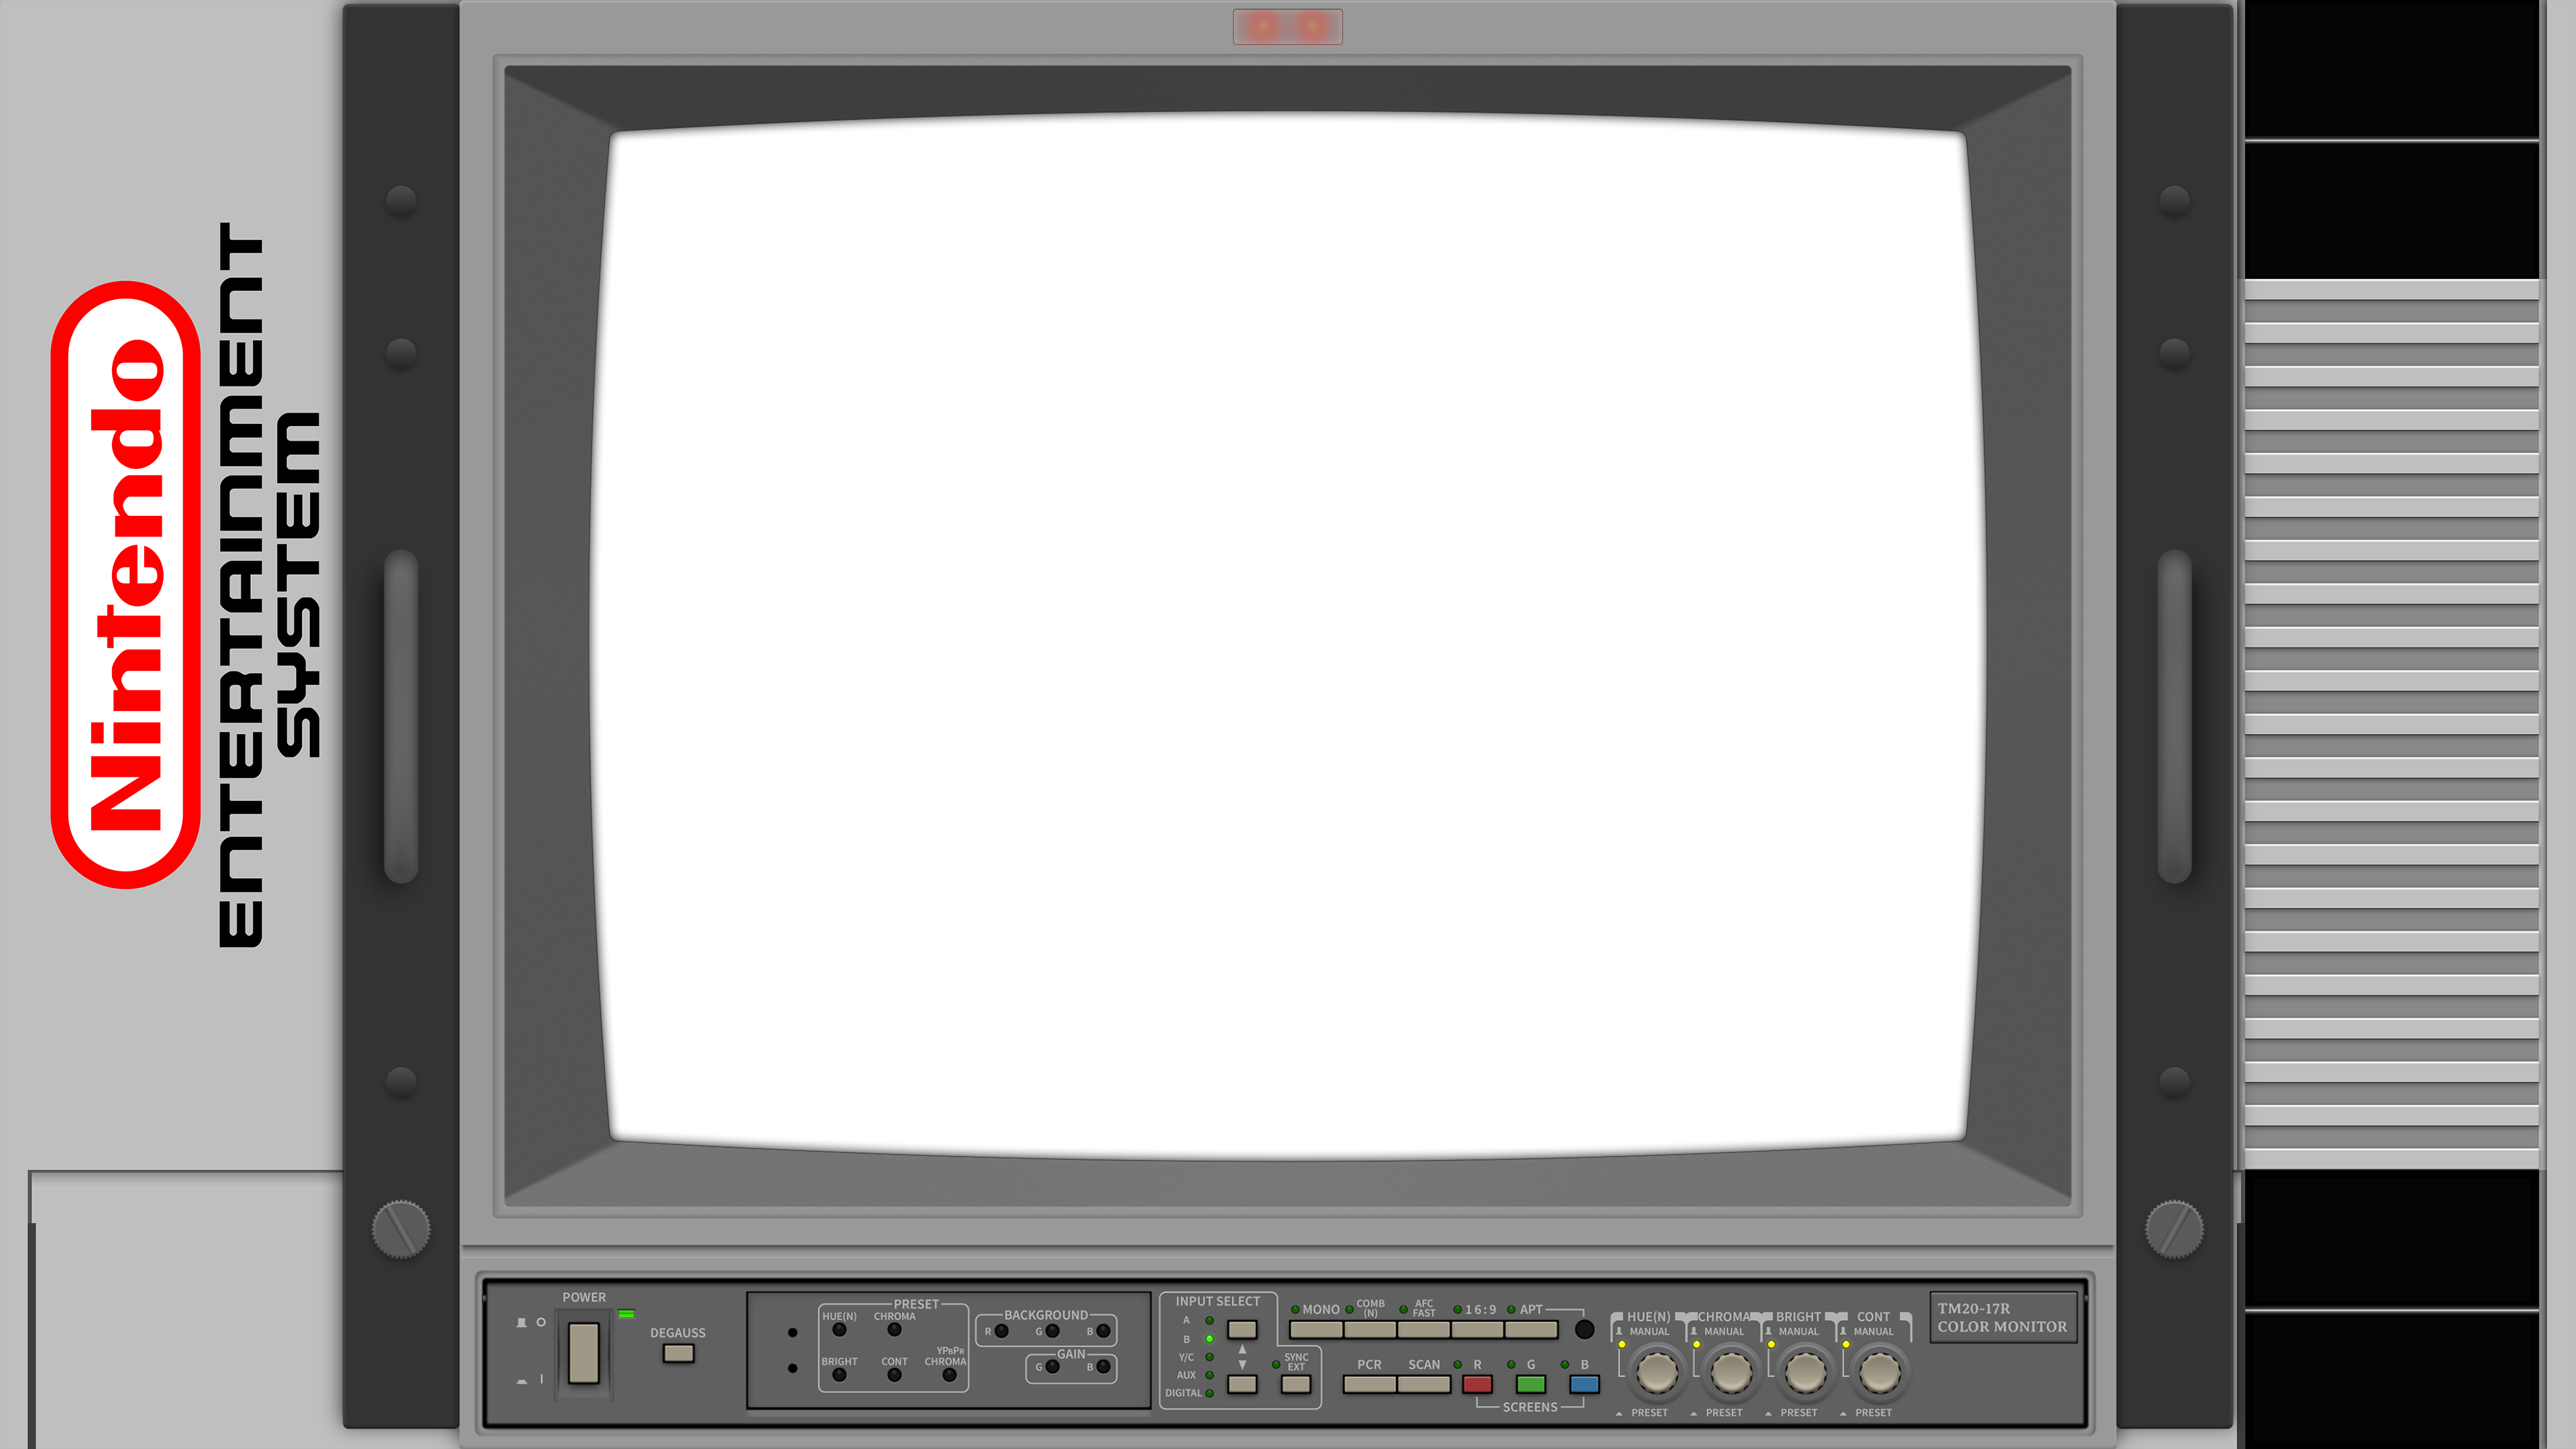 Nintendo
ENTERTAINMENT
SYSTEM
POWER
O
I
DEGAUSS
PRESET
HUE(N)
CHROMA
BRIGHT
CONT
YPBPR
CHROMA
BACKGROUND
R
G
B
GAIN
G
B
INPUT SELECT
A
B
Y/C
AUX
DIGITAL
SYNC
EXT
MONO
COMB
(N)
AFC
FAST
16:9
APT
PCR
SCAN
R
G
B
SCREENS
HUE(N)
MANUAL
PRESET
CHROMA
MANUAL
PRESET
BRIGHT
MANUAL
PRESET
CONT
MANUAL
PRESET
TM20-17R
COLOR MONITOR